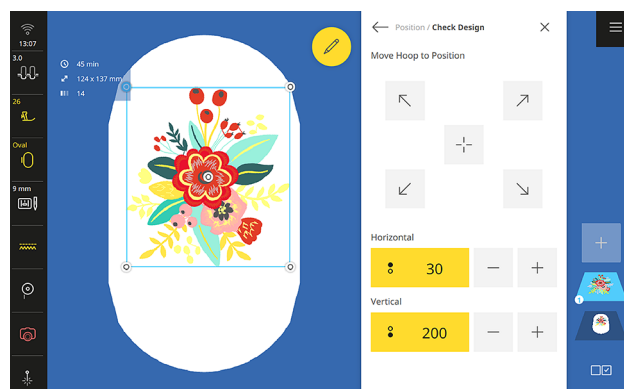 13:07
3.0
26
Oval
9 mm
45 min
124 x 137 mm
14
Position / Check Design
Move Hoop to Position
Horizontal
30
Vertical
200
1